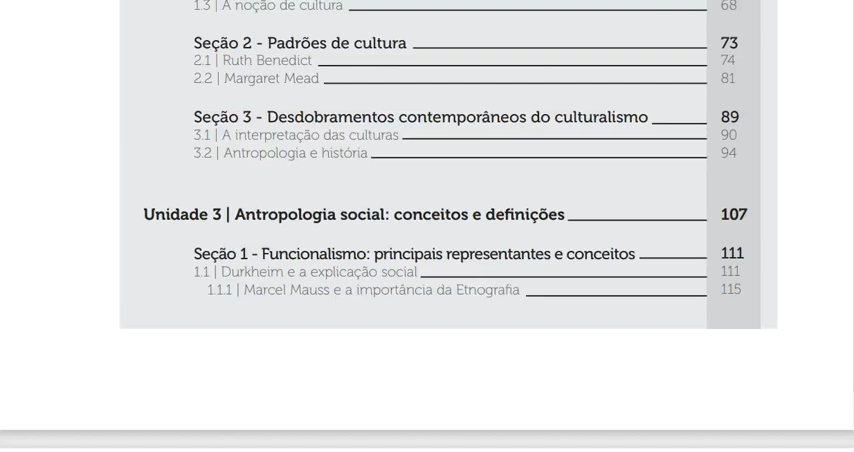 1.3 | A noção de cultura 68
Seção 2 - Padrões de cultura 73
2.1 | Ruth Benedict 74
2.2 | Margaret Mead 81
Seção 3 - Desdobramentos contemporâneos do culturalismo 89
3.1 | A interpretação das culturas 90
3.2 | Antropologia e história 94
Unidade 3 | Antropologia social: conceitos e definições 107
Seção 1 - Funcionalismo: principais representantes e conceitos 111
1.1 | Durkheim e a explicação social 111
1.1.1 | Marcel Mauss e a importância da Etnografia 115